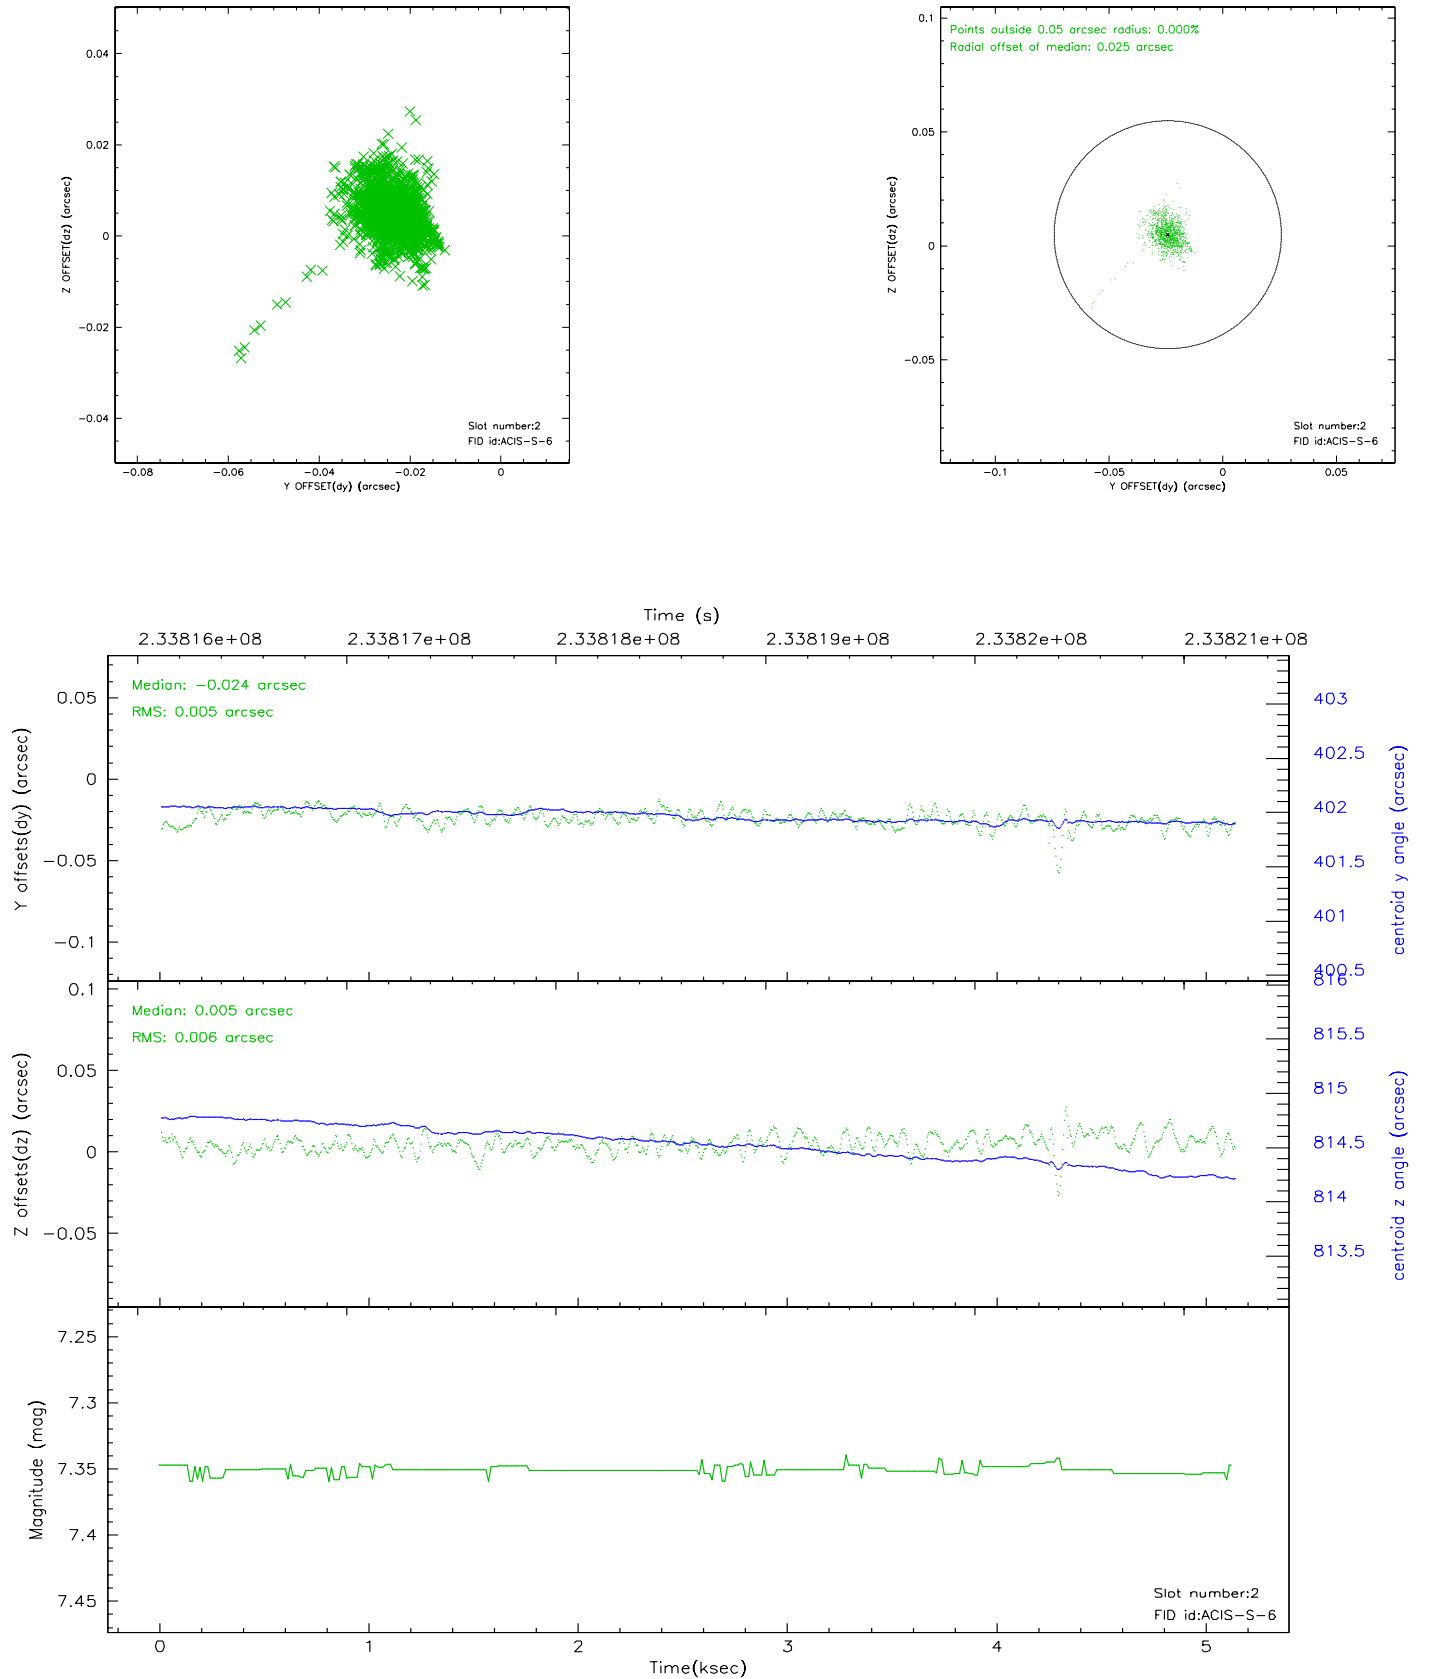 0.04
0.02
0
−0.02
−0.04
Z OFFSET(dz) (arcsec)
Slot number:2
FID id:ACIS−S−6
−0.08 −0.06 −0.04 −0.02 0
Y OFFSET(dy) (arcsec)
Points outside 0.05 arcsec radius: 0.000%
Radial offset of median: 0.025 arcsec
0.1
0.05
0
−0.05
Z OFFSET(dz) (arcsec)
Slot number:2
FID id:ACIS−S−6
−0.1 −0.05 0 0.05
Y OFFSET(dy) (arcsec)
Time (s)
2.33816e+08 2.33817e+08 2.33818e+08 2.33819e+08 2.3382e+08 2.33821e+08
Median: −0.024 arcsec
RMS: 0.005 arcsec
0.05
0
−0.05
−0.1
Y offsets(dy) (arcsec)
403
402.5
402
401.5
401
400.5
centroid y angle (arcsec)
Median: 0.005 arcsec
RMS: 0.006 arcsec
0.1
0.05
0
−0.05
Z offsets(dz) (arcsec)
816
815.5
815
814.5
814
813.5
centroid z angle (arcsec)
7.25
7.3
7.35
7.4
7.45
Magnitude (mag)
Slot number:2
FID id:ACIS−S−6
0 1 2 3 4 5
Time(ksec)